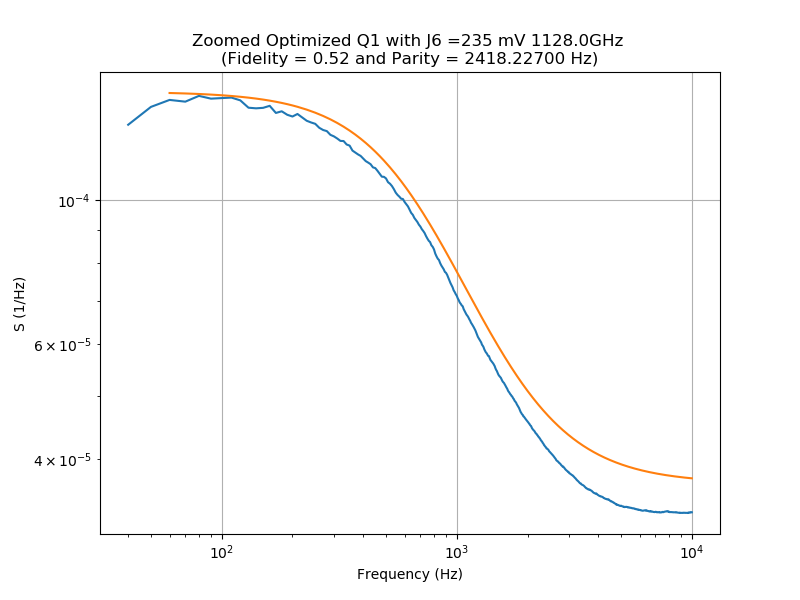 Zoomed Optimized Q1 with J6 =235 mV 1128.0GHz
(Fidelity = 0.52 and Parity = 2418.22700 Hz)
S (1/Hz)
10⁻⁴
6 × 10⁻⁵
4 × 10⁻⁵
10² 10³ 10⁴
Frequency (Hz)